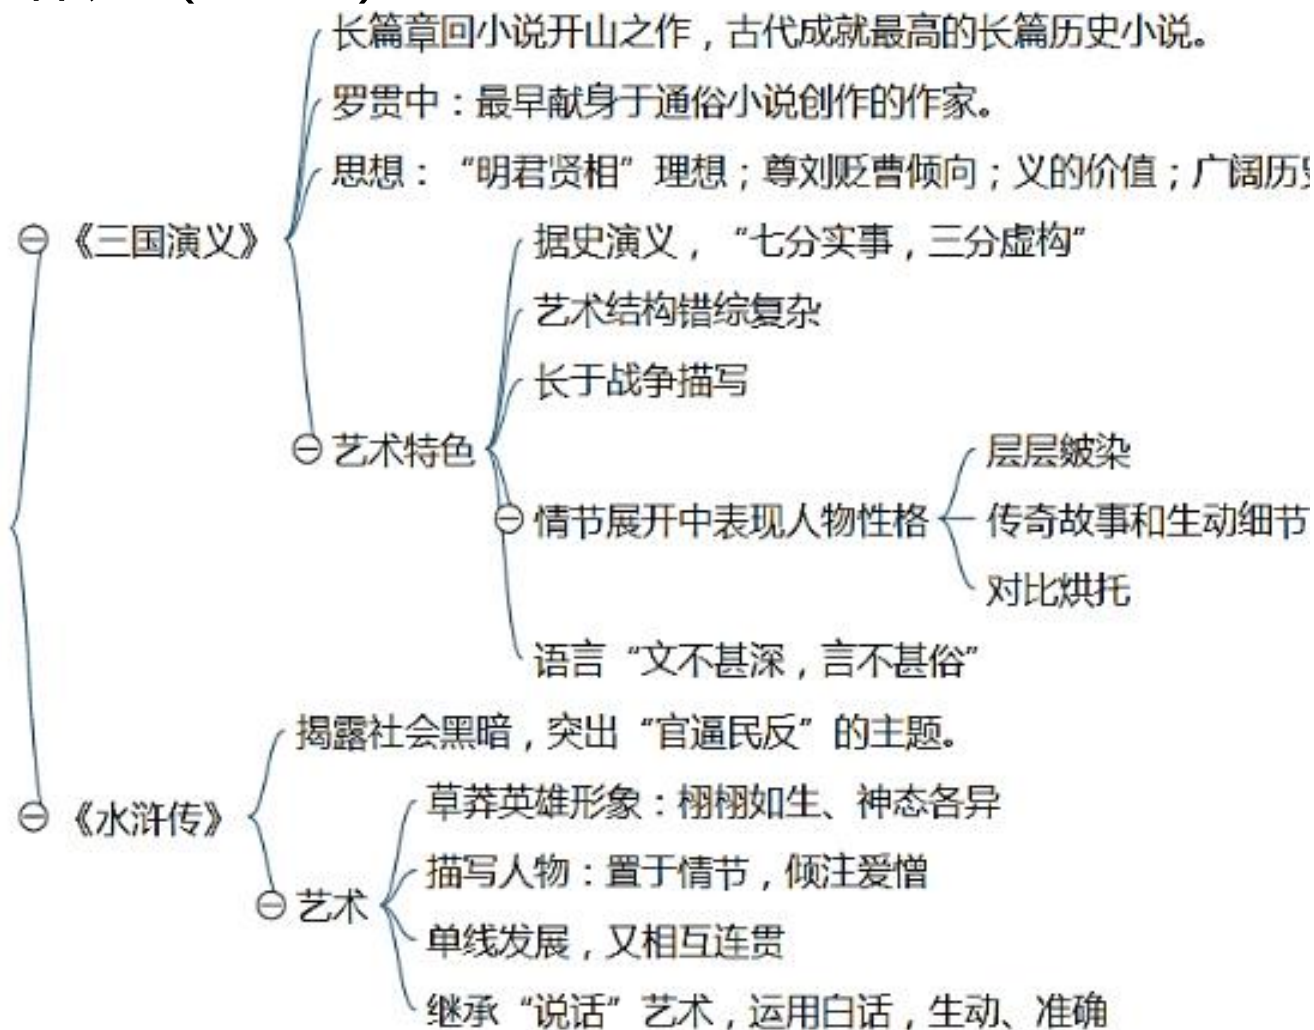 长篇章回小说开山之作，古代成就最高的长篇历史小说。
罗贯中：最早献身于通俗小说创作的作家。
思想：“明君贤相”理想；尊刘贬曹倾向；义的价值；广阔历史
《三国演义》
据史演义，“七分实事，三分虚构”
艺术结构错综复杂
长于战争描写
艺术特色
层层皴染
情节展开中表现人物性格
传奇故事和生动细节
对比烘托
语言“文不甚深，言不甚俗”
揭露社会黑暗，突出“官逼民反”的主题。
《水浒传》
草莽英雄形象：栩栩如生、神态各异
描写人物：置于情节，倾注爱憎
艺术
单线发展，又相互连贯
继承“说话”艺术，运用白话，生动、准确